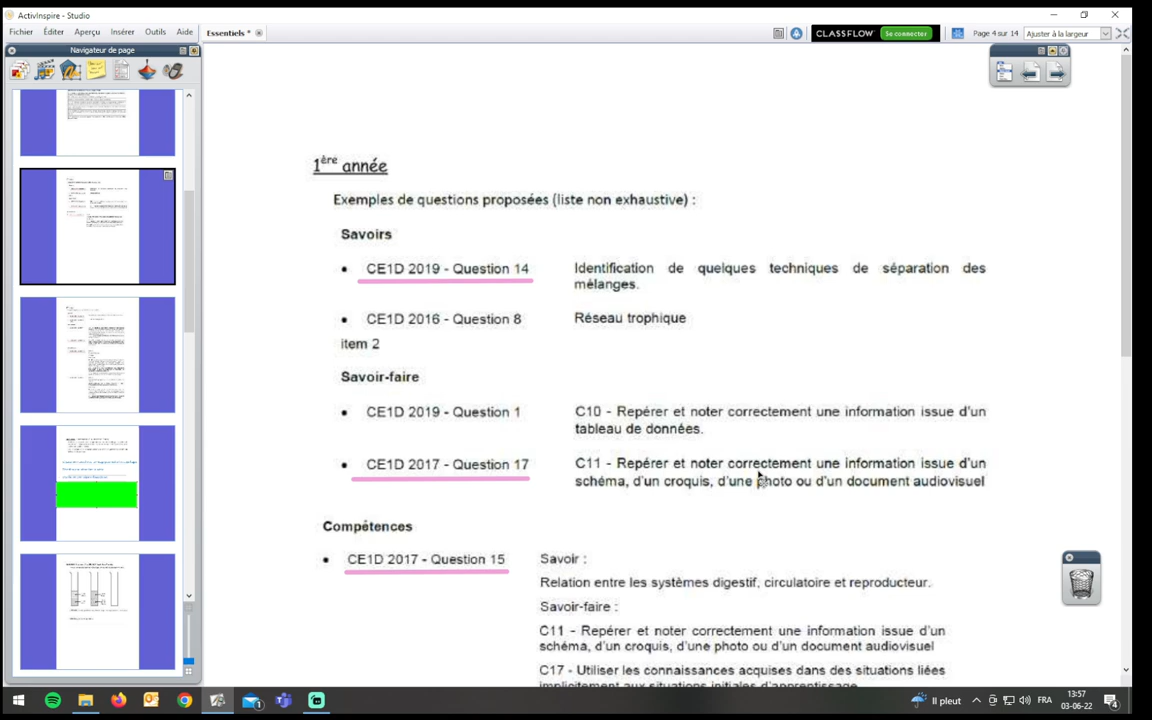 ActivInspire - Studio
Fichier Éditer Aperçu Insérer Outils Aide
Essentiels *
CLASSFLOW Se connecter
Page 4 sur 14
Ajuster à la largeur
Navigateur de page
1ère année
Exemples de questions proposées (liste non exhaustive) :
Savoirs
• CE1D 2019 - Question 14
Identification de quelques techniques de séparation des
mélanges.
• CE1D 2016 - Question 8
Réseau trophique
item 2
Savoir-faire
• CE1D 2019 - Question 1
C10 - Repérer et noter correctement une information issue d'un
tableau de données.
• CE1D 2017 - Question 17
C11 - Repérer et noter correctement une information issue d'un
schéma, d'un croquis, d'une photo ou d'un document audiovisuel
Compétences
• CE1D 2017 - Question 15
Savoir :
Relation entre les systèmes digestif, circulatoire et reproducteur.
Savoir-faire :
C11 - Repérer et noter correctement une information issue d'un
schéma, d'un croquis, d'une photo ou d'un document audiovisuel
C17 - Utiliser les connaissances acquises dans des situations liées
implicitement aux situations initiales d'apprentissage
Il pleut
FRA
13:57
03-06-22
4
1